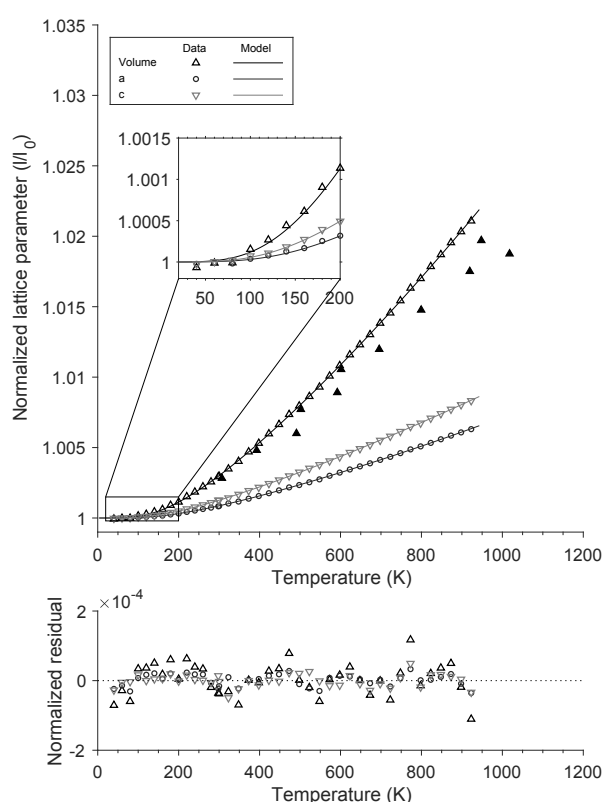 1.035
1.03
1.025
1.02
1.015
1.01
1.005
1
Normalized lattice parameter (l/l0)
Data Model
Volume
a
c
1.0015
1.001
1.0005
1
50 100 150 200
0 200 400 600 800 1000 1200
Temperature (K)
× 10-4
2
0
-2
Normalized residual
0 200 400 600 800 1000 1200
Temperature (K)